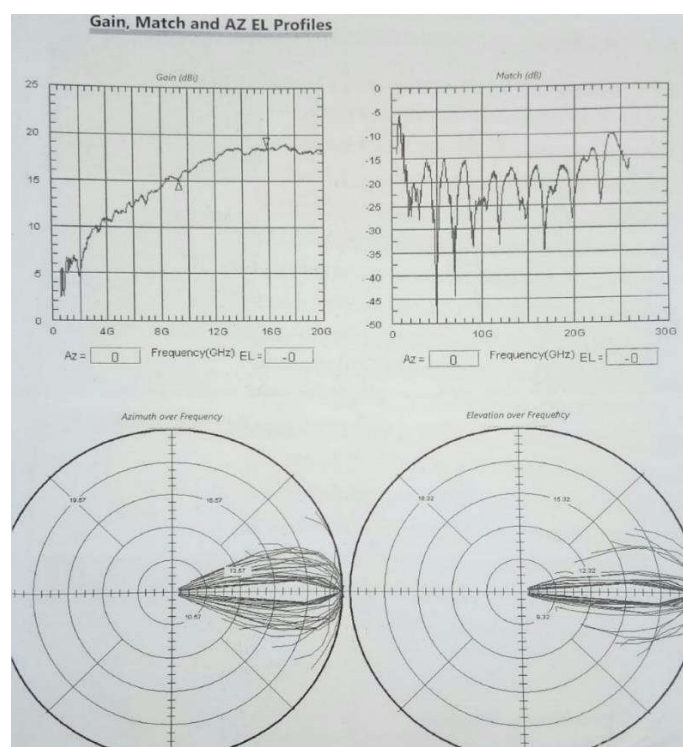 Gain, Match and AZ EL Profiles
Gain (dBi)
25
20
15
10
5
0
0 4G 8G 12G 16G 20G
Az = 0 Frequency(GHz) EL = -0
Match (dB)
0
-5
-10
-15
-20
-25
-30
-35
-40
-45
-50
0 10G 20G 30G
Az = 0 Frequency(GHz) EL = -0
Azimuth over Frequency
19.57
16.57
13.57
10.57
Elevation over Frequency
18.32
15.32
12.32
9.32